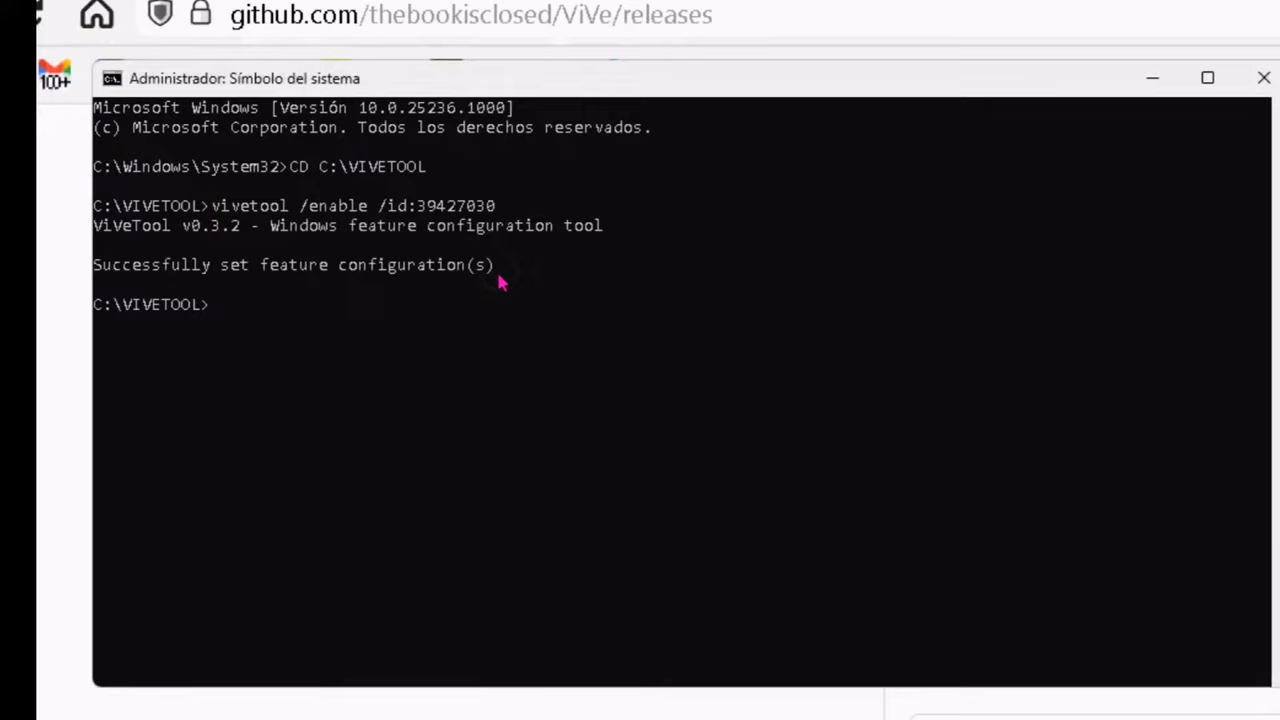 github.com/thebookisclosed/ViVe/releases
100+
C:\. Administrador: Símbolo del sistema
Microsoft Windows [Versión 10.0.25236.1000]
(c) Microsoft Corporation. Todos los derechos reservados.
C:\Windows\System32>CD C:\VIVETOOL
C:\VIVETOOL>vivetool /enable /id:39427030
ViVeTool v0.3.2 - Windows feature configuration tool
Successfully set feature configuration(s)
C:\VIVETOOL>